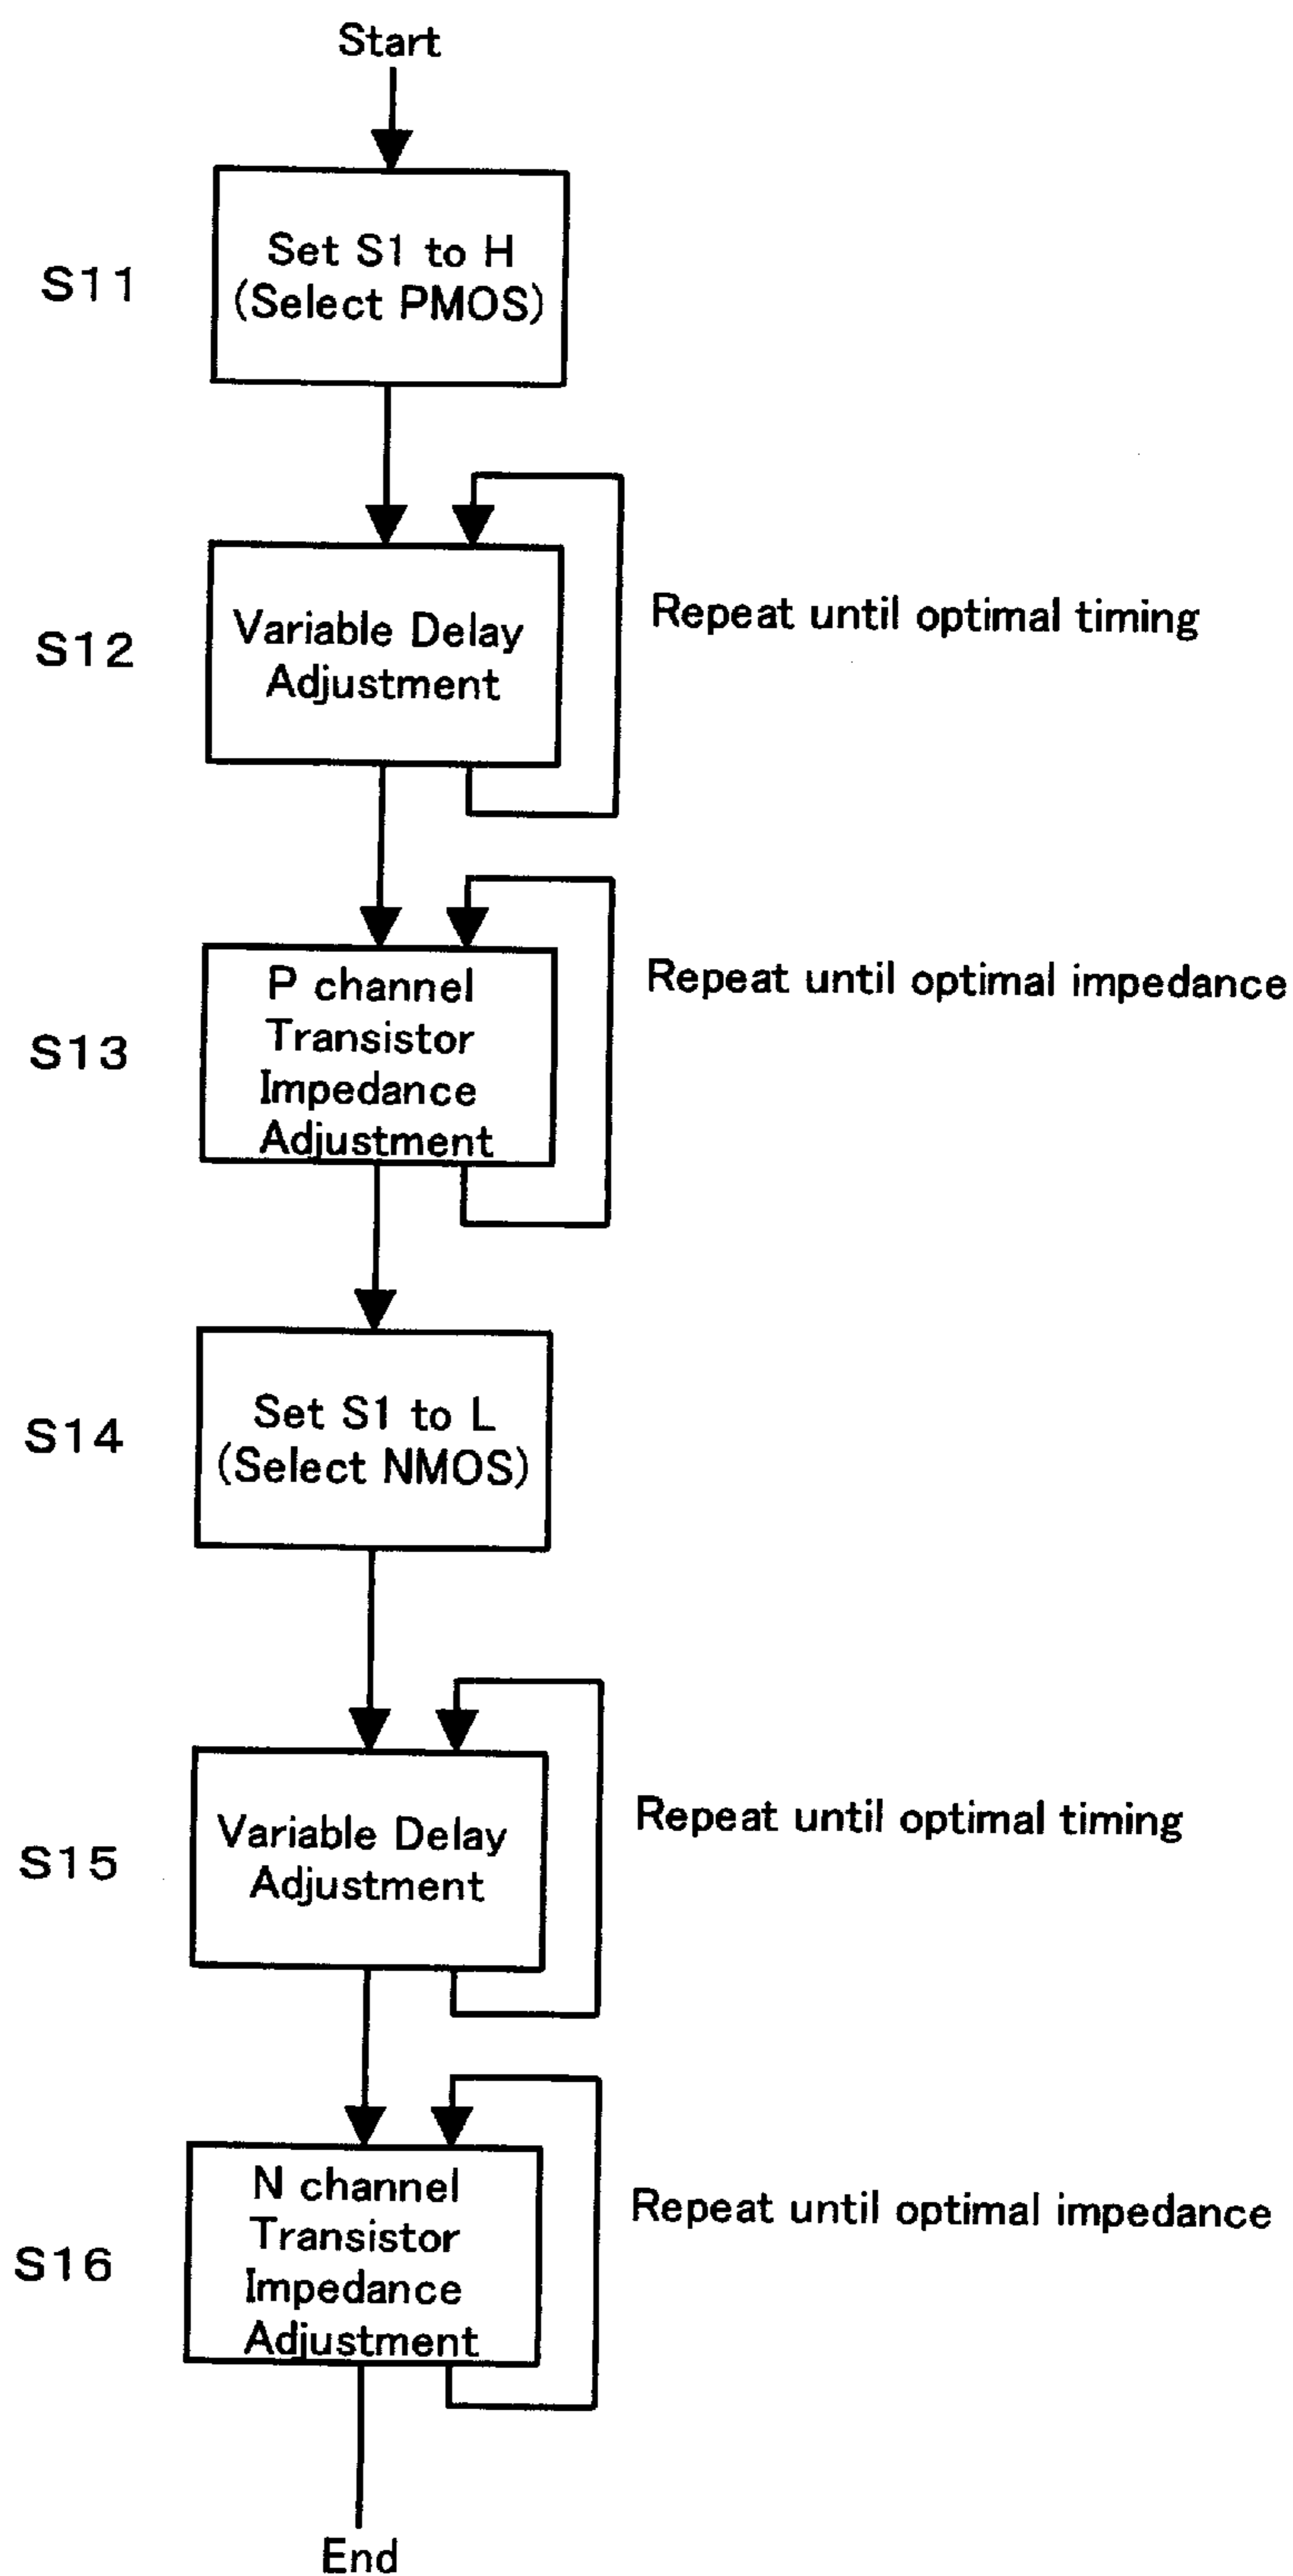 Start
S11
Set S1 to H
(Select PMOS)
S12
Variable Delay
Adjustment
Repeat until optimal timing
S13
P channel
Transistor
Impedance
Adjustment
Repeat until optimal impedance
S14
Set S1 to L
(Select NMOS)
S15
Variable Delay
Adjustment
Repeat until optimal timing
S16
N channel
Transistor
Impedance
Adjustment
Repeat until optimal impedance
End